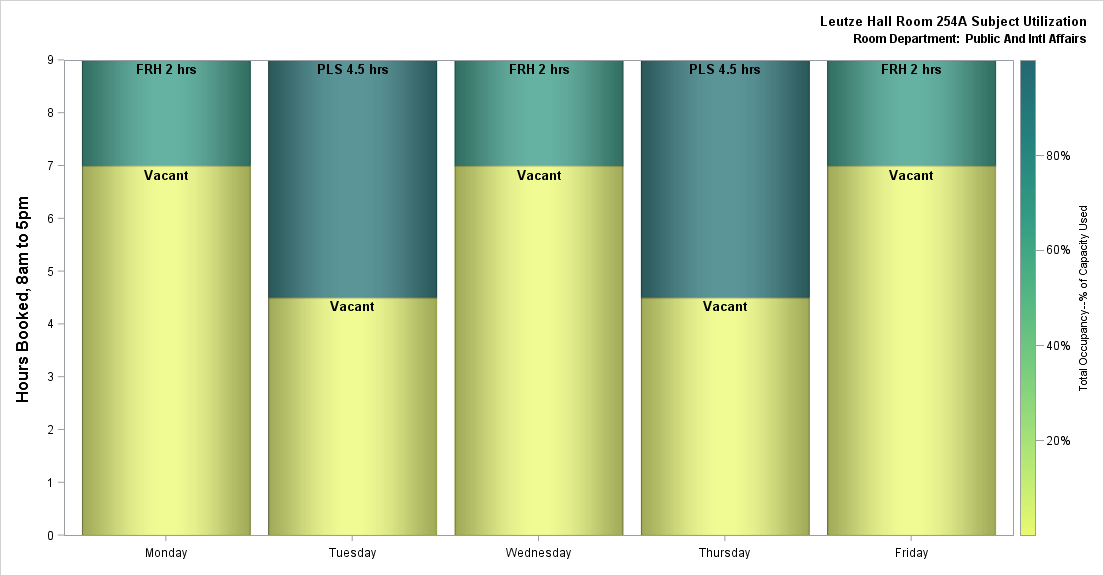 Leutze Hall Room 254A Subject Utilization
Room Department: Public And Intl Affairs
Hours Booked, 8am to 5pm
9
8
7
6
5
4
3
2
1
0
FRH 2 hrs
Vacant
PLS 4.5 hrs
Vacant
FRH 2 hrs
Vacant
PLS 4.5 hrs
Vacant
FRH 2 hrs
Vacant
Monday
Tuesday
Wednesday
Thursday
Friday
80%
60%
40%
20%
Total Occupancy--% of Capacity Used